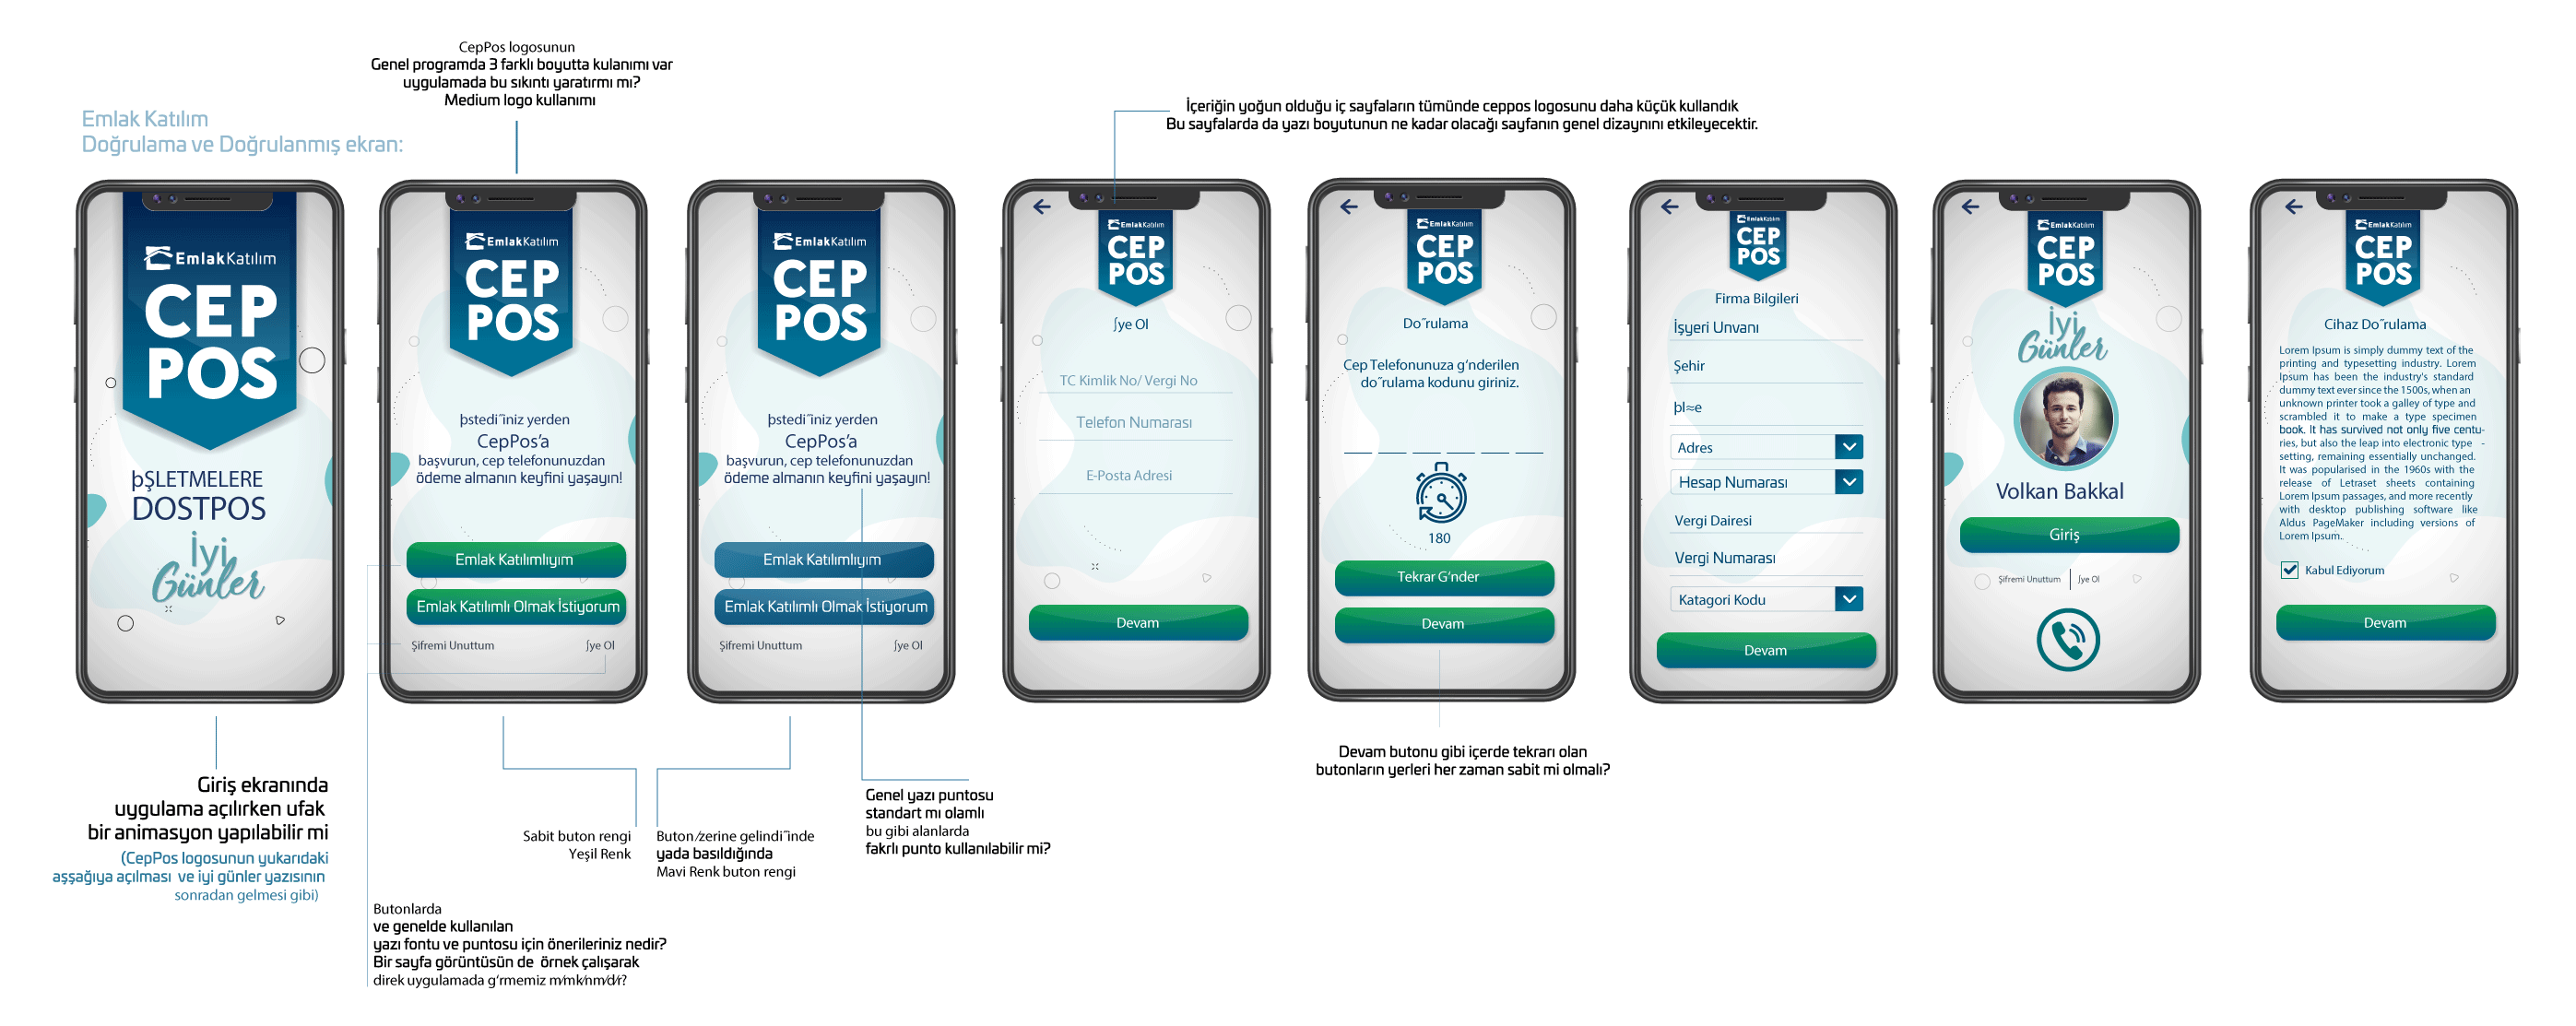 CepPos logosunun
Genel programda 3 farklı boyutta kulanımı var
uygulamada bu sıkıntı yaratırmı mı?
Medium logo kullanımı
Emlak Katılım
Doğrulama ve Doğrulanmış ekran:
İçeriğin yoğun olduğu iç sayfaların tümünde ceppos logosunu daha küçük kullandık
Bu sayfalarda da yazı boyutunun ne kadar olacağı sayfanın genel dizaynını etkileyecektir.
EmlakKatılım
CEP
POS
þŞLETMELERE
DOSTPOS
İyi
Günler
EmlakKatılım
CEP
POS
þstedi˝iniz yerden
CepPos'a
başvurun, cep telefonunuzdan
ödeme almanın keyfini yaşayın!
Emlak Katılımlıyım
Emlak Katılımlı Olmak İstiyorum
Şifremi Unuttum
∫ye Ol
EmlakKatılım
CEP
POS
þstedi˝iniz yerden
CepPos'a
başvurun, cep telefonunuzdan
ödeme almanın keyfini yaşayın!
Emlak Katılımlıyım
Emlak Katılımlı Olmak İstiyorum
Şifremi Unuttum
∫ye Ol
EmlakKatılım
CEP
POS
∫ye Ol
TC Kimlik No/ Vergi No
Telefon Numarası
E-Posta Adresi
Devam
EmlakKatılım
CEP
POS
Do˝rulama
Cep Telefonunuza g'nderilen
do˝rulama kodunu giriniz.
180
Tekrar G'nder
Devam
EmlakKatılım
CEP
POS
Firma Bilgileri
İşyeri Unvanı
Şehir
þl≈e
Adres
Hesap Numarası
Vergi Dairesi
Vergi Numarası
Katagori Kodu
Devam
EmlakKatılım
CEP
POS
İyi
Günler
Volkan Bakkal
Giriş
Şifremi Unuttum
∫ye Ol
EmlakKatılım
CEP
POS
Cihaz Do˝rulama
Lorem Ipsum is simply dummy text of the
printing and typesetting industry. Lorem
Ipsum has been the industry's standard
dummy text ever since the 1500s, when an
unknown printer took a galley of type and
scrambled it to make a type specimen
book. It has survived not only five centu-
ries, but also the leap into electronic type -
setting, remaining essentially unchanged.
It was popularised in the 1960s with the
release of Letraset sheets containing
Lorem Ipsum passages, and more recently
with desktop publishing software like
Aldus PageMaker including versions of
Lorem Ipsum.
Kabul Ediyorum
Devam
Giriş ekranında
uygulama açılırken ufak
bir animasyon yapılabilir mi
(CepPos logosunun yukarıdaki
aşşağıya açılması ve iyi günler yazısının
sonradan gelmesi gibi)
Sabit buton rengi
Yeşil Renk
Buton ⁄zerine gelindi˝inde
yada basıldığında
Mavi Renk buton rengi
Genel yazı puntosu
standart mı olamlı
bu gibi alanlarda
fakrlı punto kullanılabilir mi?
Devam butonu gibi içerde tekrarı olan
butonların yerleri her zaman sabit mi olmalı?
Butonlarda
ve genelde kullanılan
yazı fontu ve puntosu için önerileriniz nedir?
Bir sayfa görüntüsün de örnek çalışarak
direk uygulamada g'rmemiz m⁄mk⁄nm⁄d⁄r?